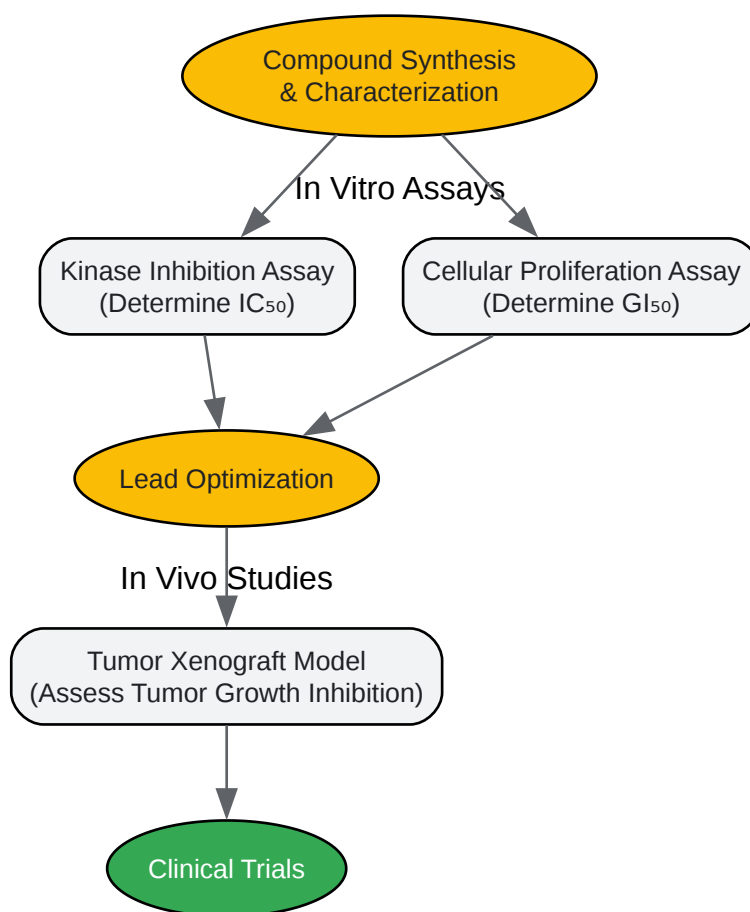 Compound Synthesis
& Characterization
In Vitro Assays
Kinase Inhibition Assay
(Determine IC₅₀)
Cellular Proliferation Assay
(Determine GI₅₀)
Lead Optimization
In Vivo Studies
Tumor Xenograft Model
(Assess Tumor Growth Inhibition)
Clinical Trials